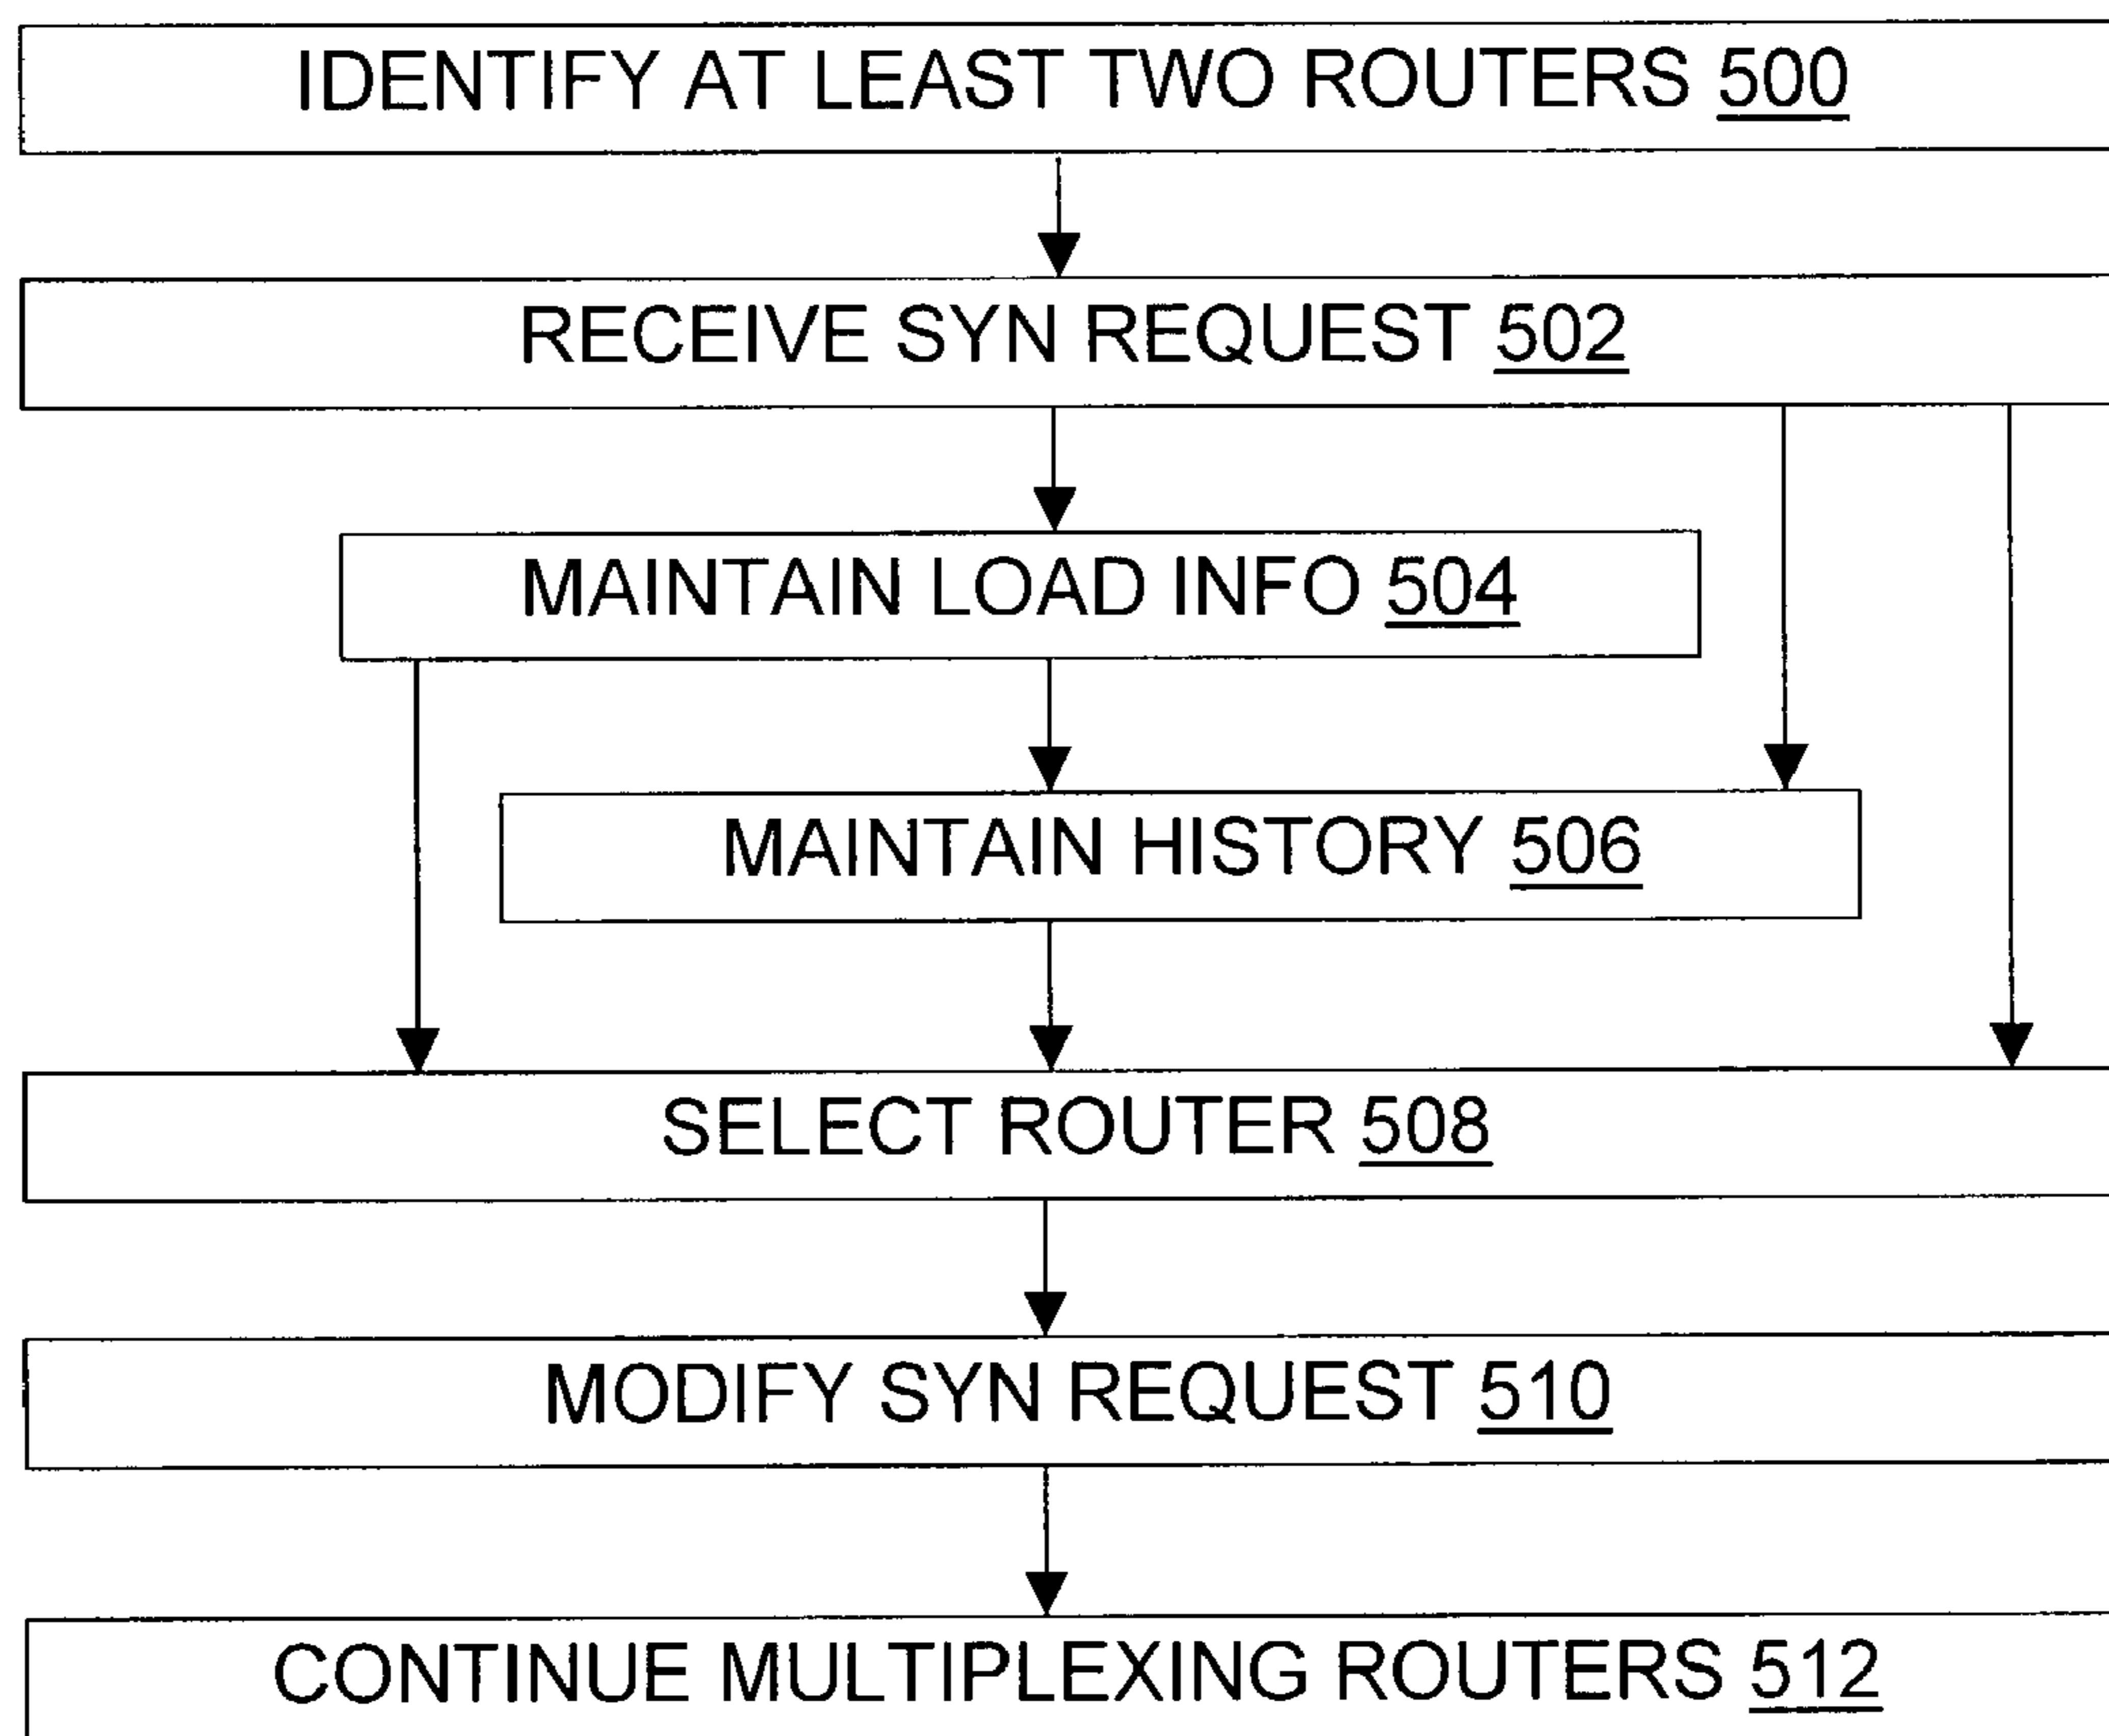 IDENTIFY AT LEAST TWO ROUTERS 500
RECEIVE SYN REQUEST 502
MAINTAIN LOAD INFO 504
MAINTAIN HISTORY 506
SELECT ROUTER 508
MODIFY SYN REQUEST 510
CONTINUE MULTIPLEXING ROUTERS 512